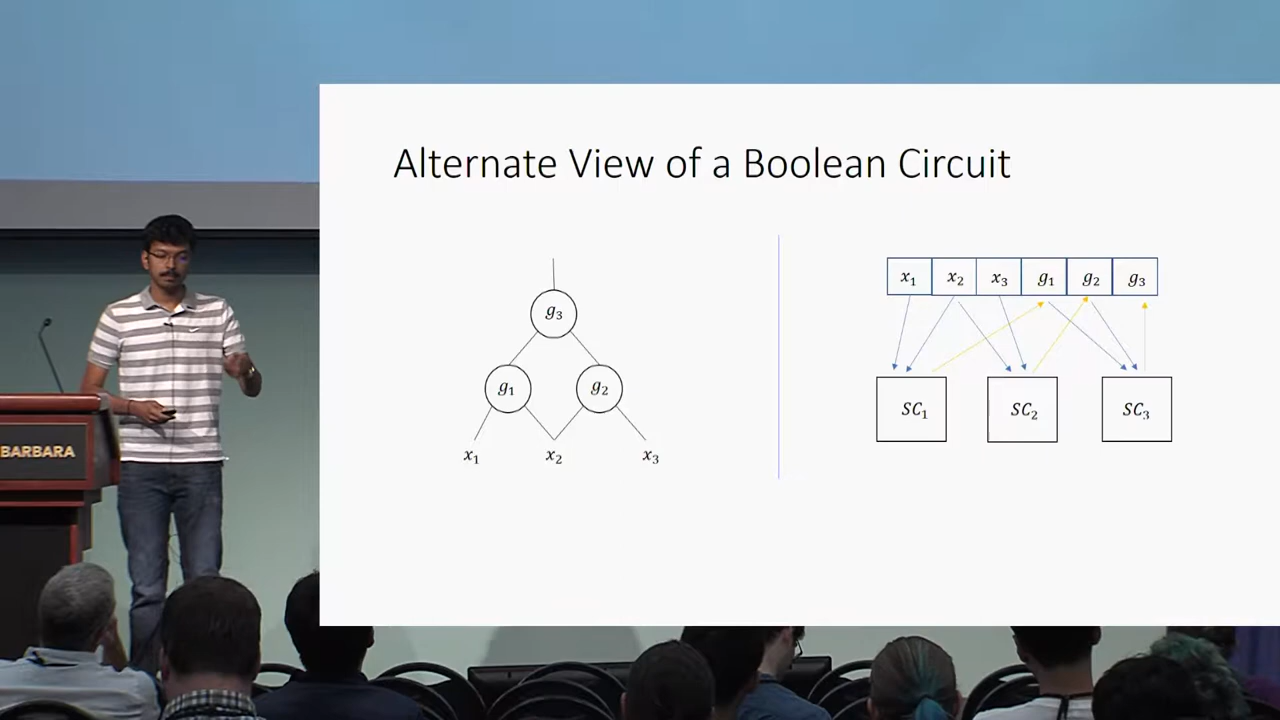 Alternate View of a Boolean Circuit
g₃
g₁ g₂
x₁ x₂ x₃
x₁ x₂ x₃ g₁ g₂ g₃
SC₁ SC₂ SC₃
BARBARA